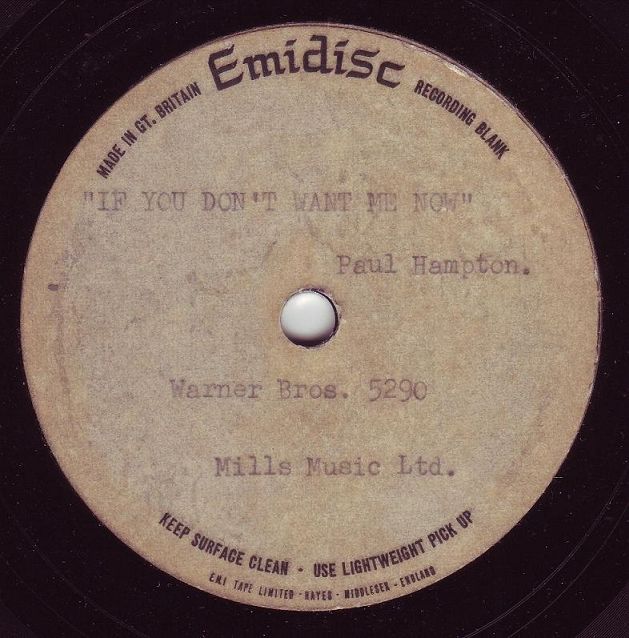 Emidisc
MADE IN GT. BRITAIN
RECORDING BLANK
"IF YOU DON'T WANT ME NOW"
Paul Hampton.
Warner Bros. 5290
Mills Music Ltd.
KEEP SURFACE CLEAN · USE LIGHTWEIGHT PICK UP
E.M.I TAPE LIMITED · HAYES · MIDDLESEX · ENGLAND